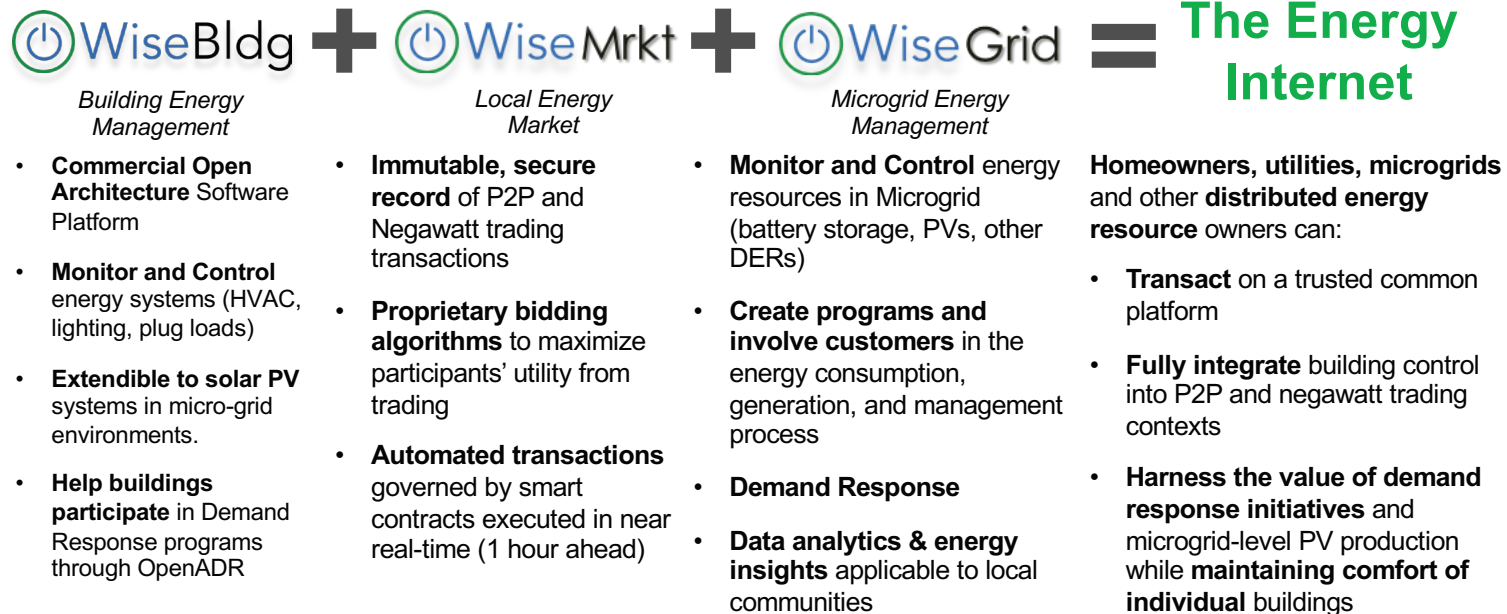 WiseBldg + WiseMrkt + WiseGrid = The Energy
Internet
Building Energy
Management
• Commercial Open
Architecture Software
Platform
• Monitor and Control
energy systems (HVAC,
lighting, plug loads)
• Extendible to solar PV
systems in micro-grid
environments.
• Help buildings
participate in Demand
Response programs
through OpenADR
Local Energy
Market
• Immutable, secure
record of P2P and
Negawatt trading
transactions
• Proprietary bidding
algorithms to maximize
participants’ utility from
trading
• Automated transactions
governed by smart
contracts executed in near
real-time (1 hour ahead)
Microgrid Energy
Management
• Monitor and Control energy
resources in Microgrid
(battery storage, PVs, other
DERs)
• Create programs and
involve customers in the
energy consumption,
generation, and management
process
• Demand Response
• Data analytics & energy
insights applicable to local
communities
Homeowners, utilities, microgrids
and other distributed energy
resource owners can:
• Transact on a trusted common
platform
• Fully integrate building control
into P2P and negawatt trading
contexts
• Harness the value of demand
response initiatives and
microgrid-level PV production
while maintaining comfort of
individual buildings